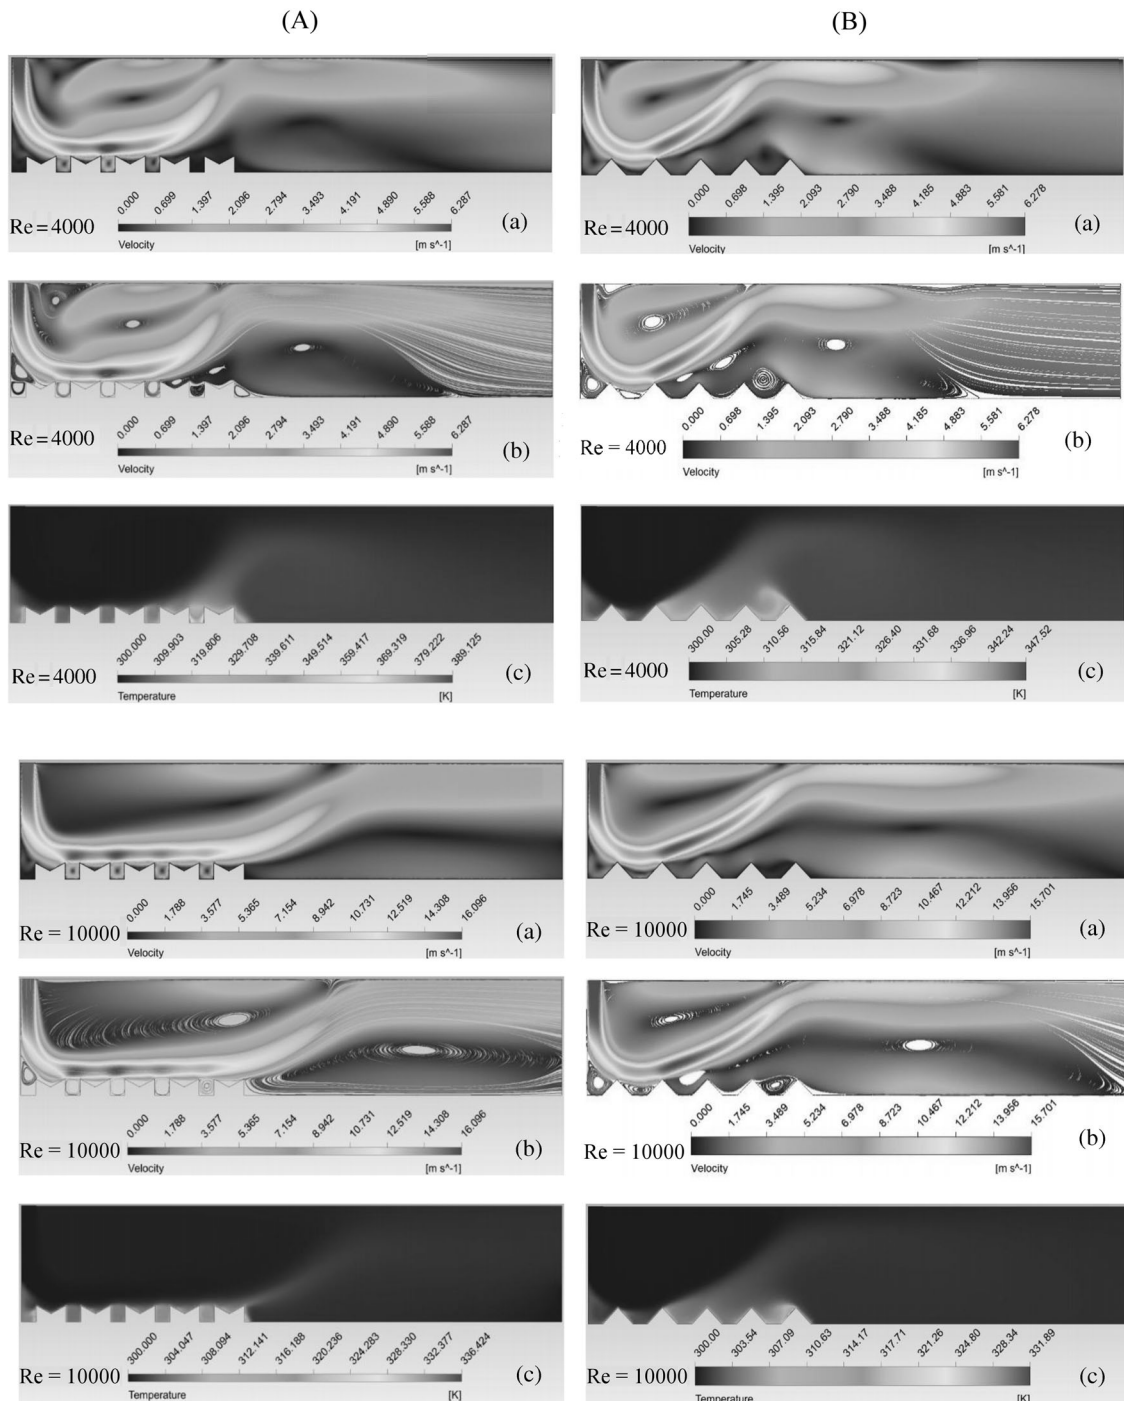 (A)
(B)
0.000 0.699 1.397 2.096 2.794 3.493 4.191 4.890 5.588 6.287
Re = 4000
(a)
Velocity [m s^-1]
0.000 0.698 1.395 2.093 2.790 3.488 4.185 4.883 5.581 6.278
Re = 4000
(a)
Velocity [m s^-1]
0.000 0.699 1.397 2.096 2.794 3.493 4.191 4.890 5.588 6.287
Re = 4000
(b)
Velocity [m s^-1]
0.000 0.698 1.395 2.093 2.790 3.488 4.185 4.883 5.581 6.278
Re = 4000
(b)
Velocity [m s^-1]
300.000 309.903 319.806 329.708 339.611 349.514 359.417 369.319 379.222 389.125
Re = 4000
(c)
Temperature [K]
300.00 305.28 310.56 315.84 321.12 326.40 331.68 336.96 342.24 347.52
Re = 4000
(c)
Temperature [K]
0.000 1.788 3.577 5.365 7.154 8.942 10.731 12.519 14.308 16.096
Re = 10000
(a)
Velocity [m s^-1]
0.000 1.745 3.489 5.234 6.978 8.723 10.467 12.212 13.956 15.701
Re = 10000
(a)
Velocity [m s^-1]
0.000 1.788 3.577 5.365 7.154 8.942 10.731 12.519 14.308 16.096
Re = 10000
(b)
Velocity [m s^-1]
0.000 1.745 3.489 5.234 6.978 8.723 10.467 12.212 13.956 15.701
Re = 10000
(b)
Velocity [m s^-1]
300.000 304.047 308.094 312.141 316.188 320.236 324.283 328.330 332.377 336.424
Re = 10000
(c)
Temperature [K]
300.00 303.54 307.09 310.63 314.17 317.71 321.26 324.80 328.34 331.89
Re = 10000
(c)
Temperature [K]